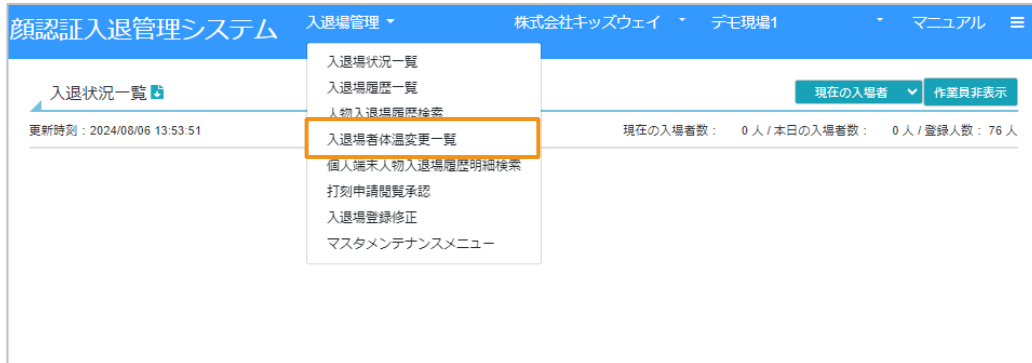 顔認証入退管理システム 入退場管理 株式会社キッズウェイ デモ現場1 マニュアル
入退場状況一覧
入退場履歴一覧
人物入退場履歴検索
入退場者体温変更一覧
個人端末人物入退場履歴明細検索
打刻申請閲覧承認
入退場登録修正
マスタメンテナンスメニュー
入退状況一覧 現在の入場者 作業員非表示
更新時刻:2024/08/06 13:53:51 現在の入場者数: 0 人 / 本日の入場者数: 0 人 / 登録人数: 76 人